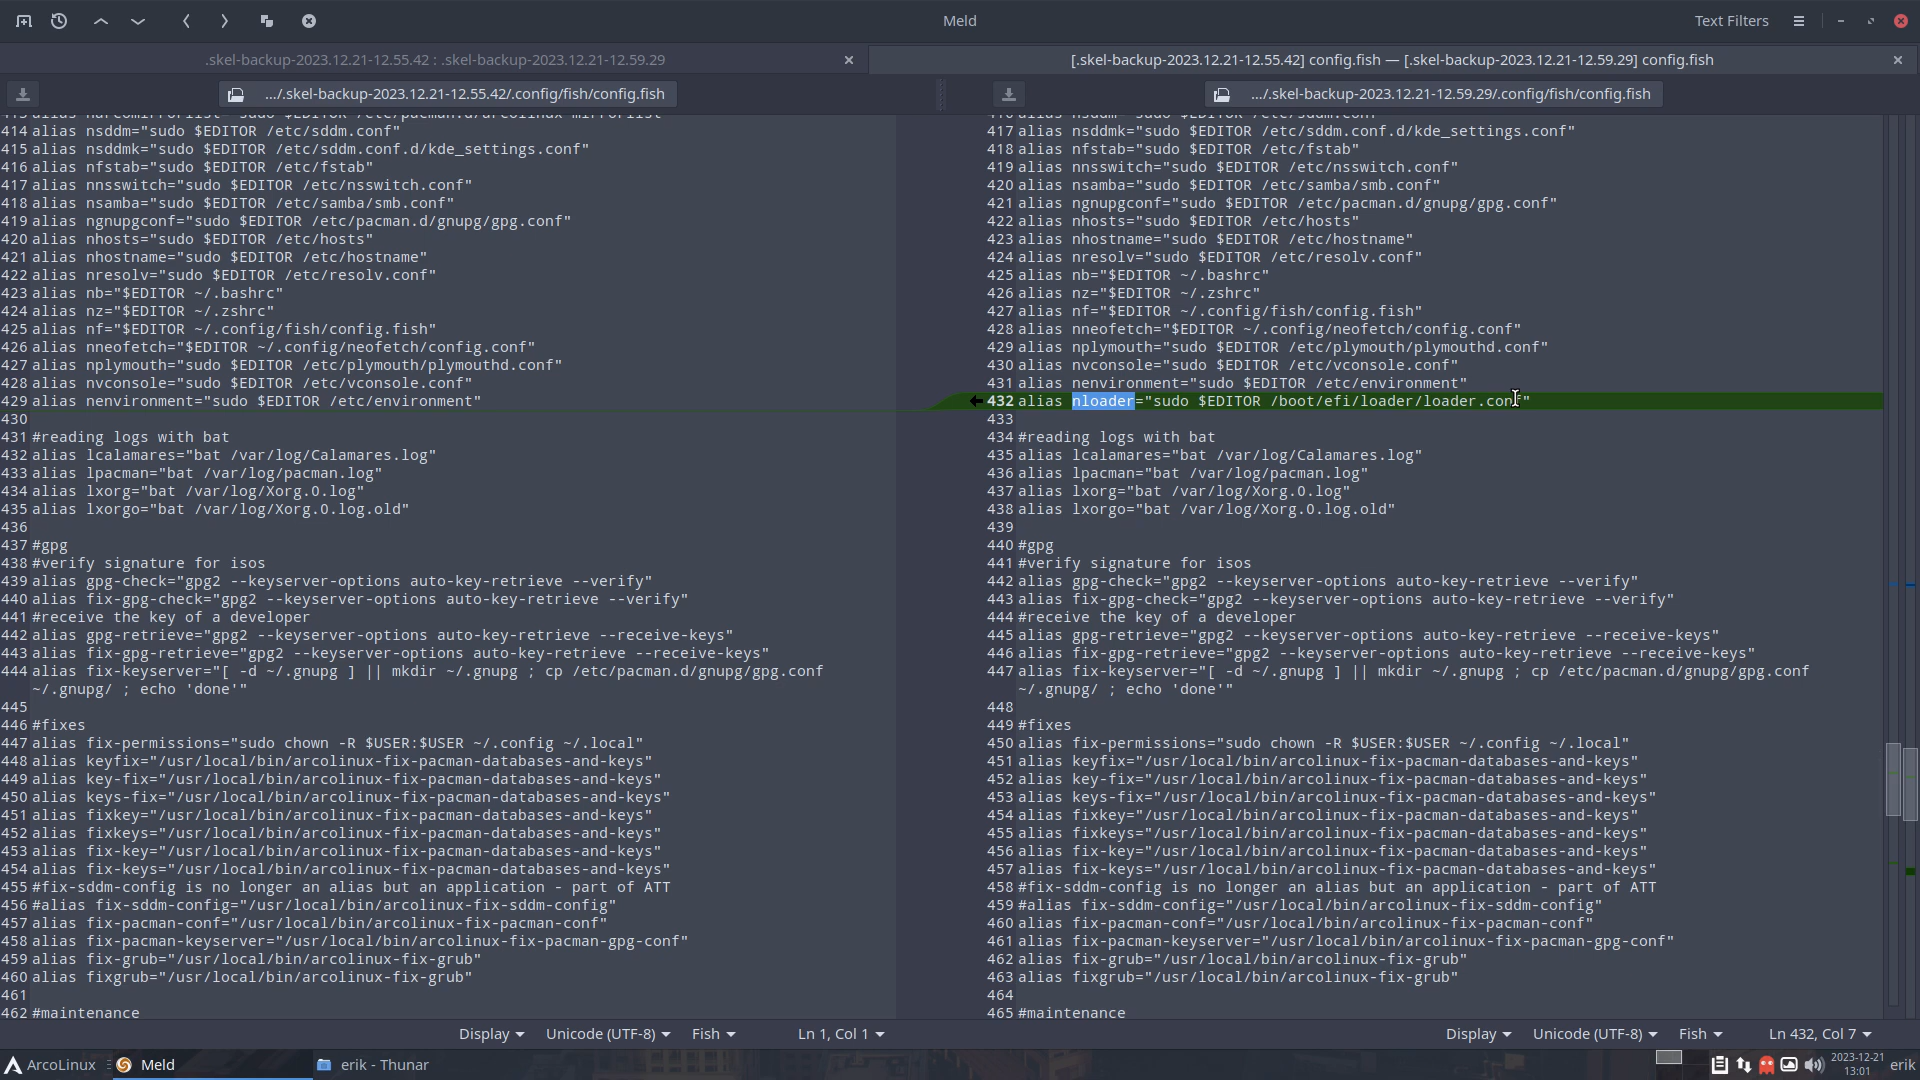 Meld
Text Filters
.skel-backup-2023.12.21-12.55.42 : .skel-backup-2023.12.21-12.59.29
[.skel-backup-2023.12.21-12.55.42] config.fish — [.skel-backup-2023.12.21-12.59.29] config.fish
.../.skel-backup-2023.12.21-12.55.42/.config/fish/config.fish
.../.skel-backup-2023.12.21-12.59.29/.config/fish/config.fish
414 alias nsddm="sudo $EDITOR /etc/sddm.conf"
415 alias nsddmk="sudo $EDITOR /etc/sddm.conf.d/kde_settings.conf"
416 alias nfstab="sudo $EDITOR /etc/fstab"
417 alias nnsswitch="sudo $EDITOR /etc/nsswitch.conf"
418 alias nsamba="sudo $EDITOR /etc/samba/smb.conf"
419 alias ngnupgconf="sudo $EDITOR /etc/pacman.d/gnupg/gpg.conf"
420 alias nhosts="sudo $EDITOR /etc/hosts"
421 alias nhostname="sudo $EDITOR /etc/hostname"
422 alias nresolv="sudo $EDITOR /etc/resolv.conf"
423 alias nb="$EDITOR ~/.bashrc"
424 alias nz="$EDITOR ~/.zshrc"
425 alias nf="$EDITOR ~/.config/fish/config.fish"
426 alias nneofetch="$EDITOR ~/.config/neofetch/config.conf"
427 alias nplymouth="sudo $EDITOR /etc/plymouth/plymouthd.conf"
428 alias nvconsole="sudo $EDITOR /etc/vconsole.conf"
429 alias nenvironment="sudo $EDITOR /etc/environment"
430
431 #reading logs with bat
432 alias lcalamares="bat /var/log/Calamares.log"
433 alias lpacman="bat /var/log/pacman.log"
434 alias lxorg="bat /var/log/Xorg.0.log"
435 alias lxorgo="bat /var/log/Xorg.0.log.old"
436
437 #gpg
438 #verify signature for isos
439 alias gpg-check="gpg2 --keyserver-options auto-key-retrieve --verify"
440 alias fix-gpg-check="gpg2 --keyserver-options auto-key-retrieve --verify"
441 #receive the key of a developer
442 alias gpg-retrieve="gpg2 --keyserver-options auto-key-retrieve --receive-keys"
443 alias fix-gpg-retrieve="gpg2 --keyserver-options auto-key-retrieve --receive-keys"
444 alias fix-keyserver="[ -d ~/.gnupg ] || mkdir ~/.gnupg ; cp /etc/pacman.d/gnupg/gpg.conf
~/.gnupg/ ; echo 'done'"
445
446 #fixes
447 alias fix-permissions="sudo chown -R $USER:$USER ~/.config ~/.local"
448 alias keyfix="/usr/local/bin/arcolinux-fix-pacman-databases-and-keys"
449 alias key-fix="/usr/local/bin/arcolinux-fix-pacman-databases-and-keys"
450 alias keys-fix="/usr/local/bin/arcolinux-fix-pacman-databases-and-keys"
451 alias fixkey="/usr/local/bin/arcolinux-fix-pacman-databases-and-keys"
452 alias fixkeys="/usr/local/bin/arcolinux-fix-pacman-databases-and-keys"
453 alias fix-key="/usr/local/bin/arcolinux-fix-pacman-databases-and-keys"
454 alias fix-keys="/usr/local/bin/arcolinux-fix-pacman-databases-and-keys"
455 #fix-sddm-config is no longer an alias but an application - part of ATT
456 #alias fix-sddm-config="/usr/local/bin/arcolinux-fix-sddm-config"
457 alias fix-pacman-conf="/usr/local/bin/arcolinux-fix-pacman-conf"
458 alias fix-pacman-keyserver="/usr/local/bin/arcolinux-fix-pacman-gpg-conf"
459 alias fix-grub="/usr/local/bin/arcolinux-fix-grub"
460 alias fixgrub="/usr/local/bin/arcolinux-fix-grub"
461
462 #maintenance
417 alias nsddmk="sudo $EDITOR /etc/sddm.conf.d/kde_settings.conf"
418 alias nfstab="sudo $EDITOR /etc/fstab"
419 alias nnsswitch="sudo $EDITOR /etc/nsswitch.conf"
420 alias nsamba="sudo $EDITOR /etc/samba/smb.conf"
421 alias ngnupgconf="sudo $EDITOR /etc/pacman.d/gnupg/gpg.conf"
422 alias nhosts="sudo $EDITOR /etc/hosts"
423 alias nhostname="sudo $EDITOR /etc/hostname"
424 alias nresolv="sudo $EDITOR /etc/resolv.conf"
425 alias nb="$EDITOR ~/.bashrc"
426 alias nz="$EDITOR ~/.zshrc"
427 alias nf="$EDITOR ~/.config/fish/config.fish"
428 alias nneofetch="$EDITOR ~/.config/neofetch/config.conf"
429 alias nplymouth="sudo $EDITOR /etc/plymouth/plymouthd.conf"
430 alias nvconsole="sudo $EDITOR /etc/vconsole.conf"
431 alias nenvironment="sudo $EDITOR /etc/environment"
432 alias nloader="sudo $EDITOR /boot/efi/loader/loader.conf"
433
434 #reading logs with bat
435 alias lcalamares="bat /var/log/Calamares.log"
436 alias lpacman="bat /var/log/pacman.log"
437 alias lxorg="bat /var/log/Xorg.0.log"
438 alias lxorgo="bat /var/log/Xorg.0.log.old"
439
440 #gpg
441 #verify signature for isos
442 alias gpg-check="gpg2 --keyserver-options auto-key-retrieve --verify"
443 alias fix-gpg-check="gpg2 --keyserver-options auto-key-retrieve --verify"
444 #receive the key of a developer
445 alias gpg-retrieve="gpg2 --keyserver-options auto-key-retrieve --receive-keys"
446 alias fix-gpg-retrieve="gpg2 --keyserver-options auto-key-retrieve --receive-keys"
447 alias fix-keyserver="[ -d ~/.gnupg ] || mkdir ~/.gnupg ; cp /etc/pacman.d/gnupg/gpg.conf
~/.gnupg/ ; echo 'done'"
448
449 #fixes
450 alias fix-permissions="sudo chown -R $USER:$USER ~/.config ~/.local"
451 alias keyfix="/usr/local/bin/arcolinux-fix-pacman-databases-and-keys"
452 alias key-fix="/usr/local/bin/arcolinux-fix-pacman-databases-and-keys"
453 alias keys-fix="/usr/local/bin/arcolinux-fix-pacman-databases-and-keys"
454 alias fixkey="/usr/local/bin/arcolinux-fix-pacman-databases-and-keys"
455 alias fixkeys="/usr/local/bin/arcolinux-fix-pacman-databases-and-keys"
456 alias fix-key="/usr/local/bin/arcolinux-fix-pacman-databases-and-keys"
457 alias fix-keys="/usr/local/bin/arcolinux-fix-pacman-databases-and-keys"
458 #fix-sddm-config is no longer an alias but an application - part of ATT
459 #alias fix-sddm-config="/usr/local/bin/arcolinux-fix-sddm-config"
460 alias fix-pacman-conf="/usr/local/bin/arcolinux-fix-pacman-conf"
461 alias fix-pacman-keyserver="/usr/local/bin/arcolinux-fix-pacman-gpg-conf"
462 alias fix-grub="/usr/local/bin/arcolinux-fix-grub"
463 alias fixgrub="/usr/local/bin/arcolinux-fix-grub"
464
465 #maintenance
Display Unicode (UTF-8) Fish Ln 1, Col 1
Display Unicode (UTF-8) Fish Ln 432, Col 7
ArcoLinux
Meld
erik - Thunar
2023-12-21
13:01
erik